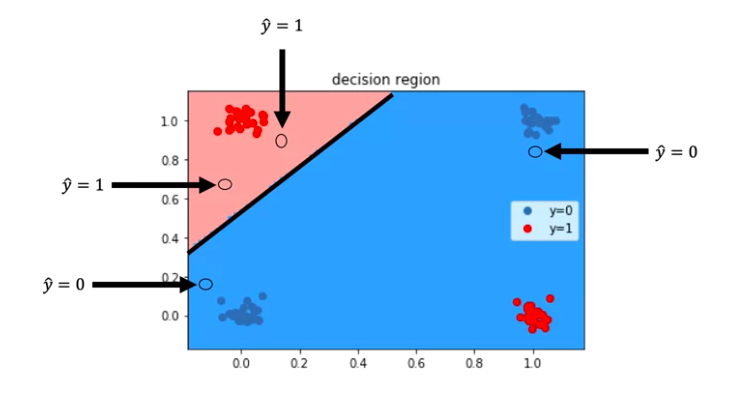 ŷ = 1
decision region
1.0
0.8
ŷ = 0
ŷ = 1
0.6
y=0
y=1
0.4
0.2
ŷ = 0
0.0
0.0 0.2 0.4 0.6 0.8 1.0